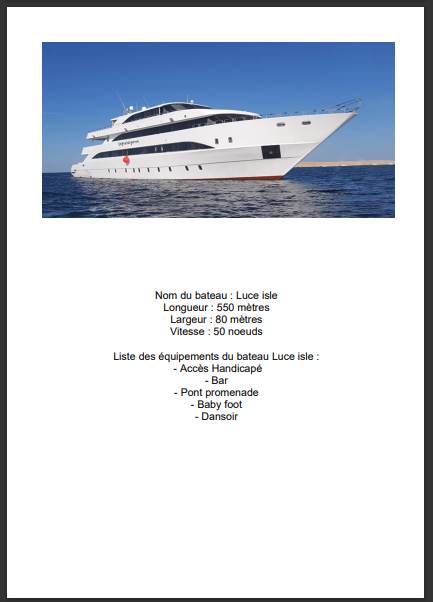 Nom du bateau : Luce isle
Longueur : 550 mètres
Largeur : 80 mètres
Vitesse : 50 noeuds
Liste des équipements du bateau Luce isle :
- Accès Handicapé
- Bar
- Pont promenade
- Baby foot
- Dansoir